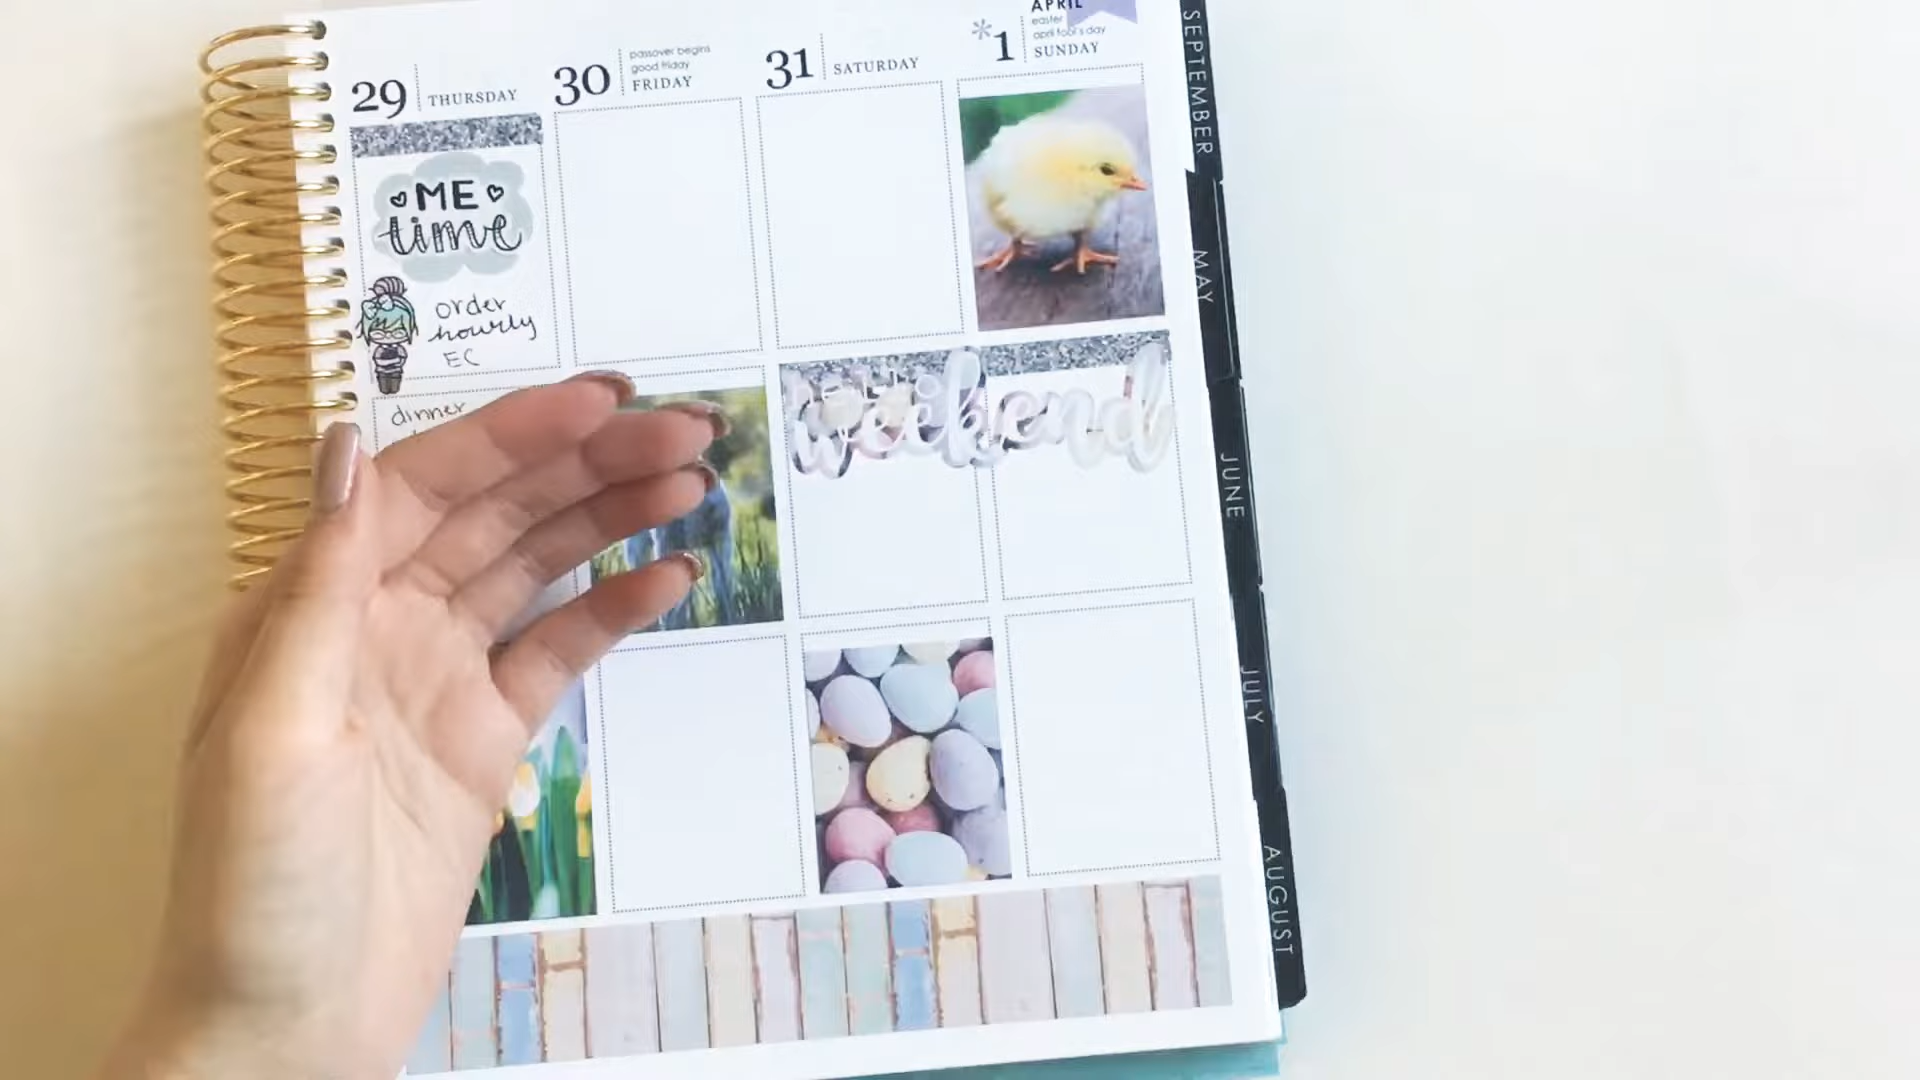 APRIL
easter
april fool's day
* 1 SUNDAY
passover begins
good friday
30 FRIDAY
31 SATURDAY
29 THURSDAY
ME
time
order
hourly
EC
dinner
weekend
SEPTEMBER
MAY
JUNE
JULY
AUGUST